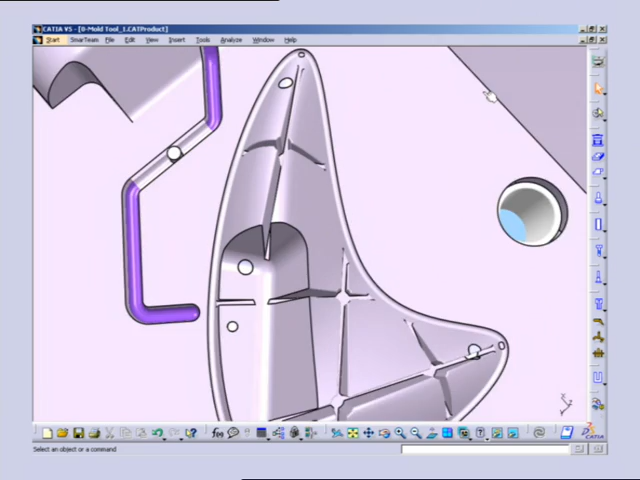 CATIA V5 - [0-Mold Tool_1.CATProduct]
Start SmarTeam File Edit View Insert Tools Analyze Window Help
f(x)
CATIA
Select an object or a command